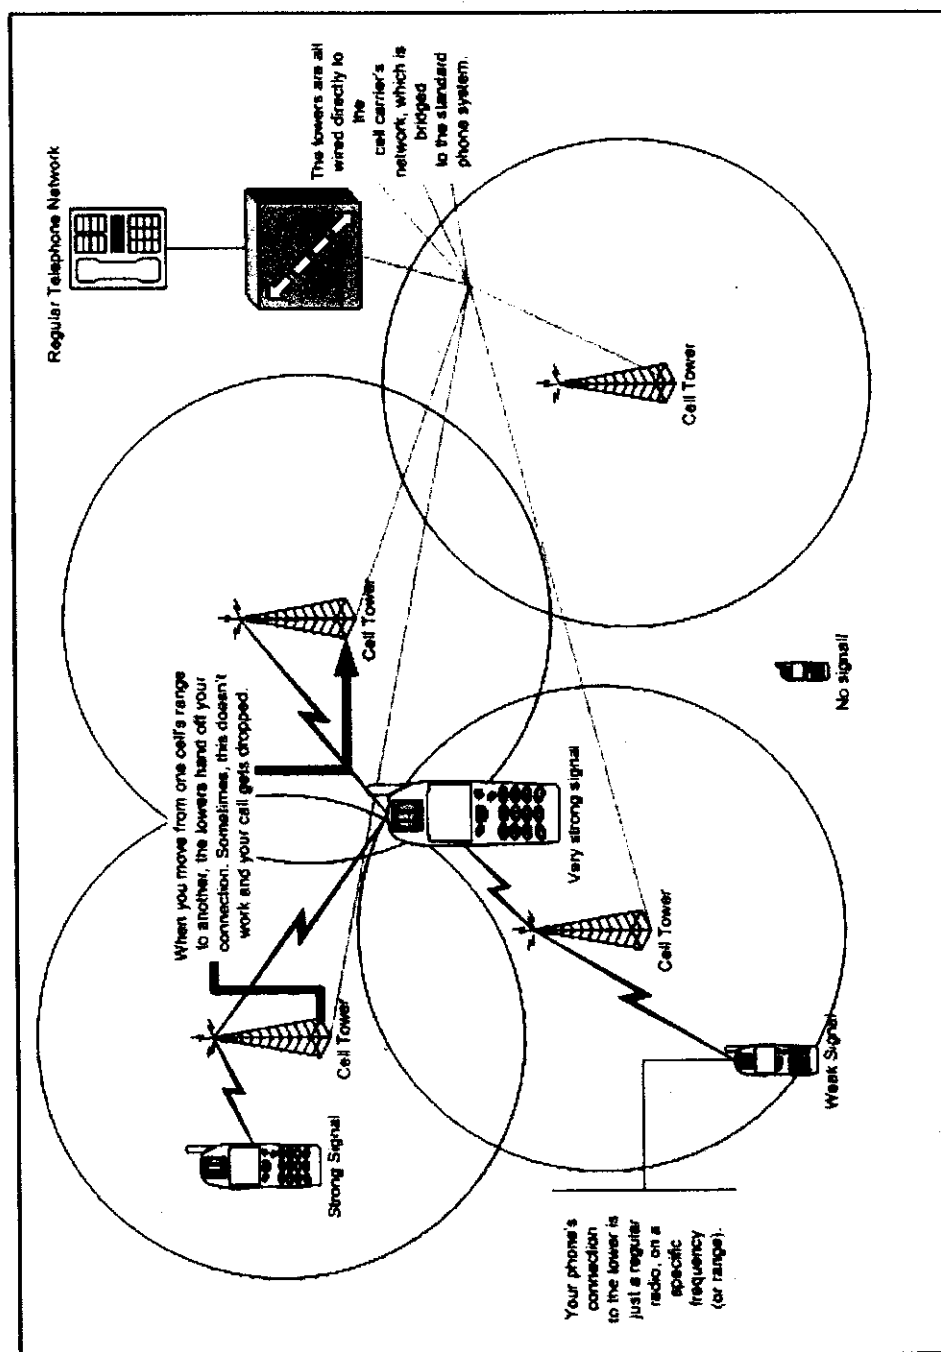 Regular Telephone Network
The towers are all
wired directly to
the
cell carrier's
network, which is
bridged
to the standard
phone system.
When you move from one cell's range
to another, the towers hand off your
connection. Sometimes, this doesn't
work and your call gets dropped.
Cell Tower
Cell Tower
Cell Tower
Cell Tower
Strong Signal
Very strong signal
No signal!
Weak Signal
Your phone's
connection
to the tower is
just a regular
radio, on a
specific
frequency
(or range).